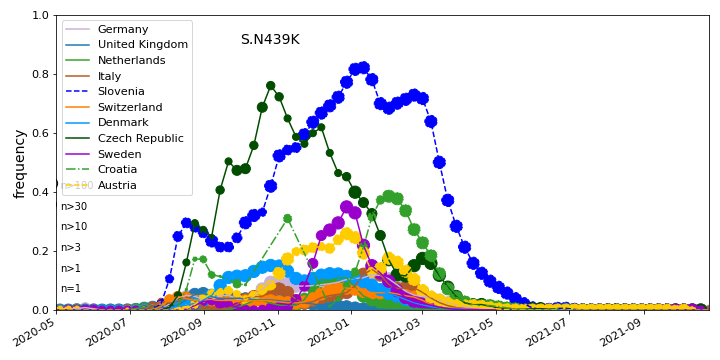 S.N439K
Germany
United Kingdom
Netherlands
Italy
Slovenia
Switzerland
Denmark
Czech Republic
Sweden
Croatia
Austria
n>100
n>30
n>10
n>3
n>1
n=1
frequency
1.0
0.8
0.6
0.4
0.2
0.0
2020-05
2020-07
2020-09
2020-11
2021-01
2021-03
2021-05
2021-07
2021-09